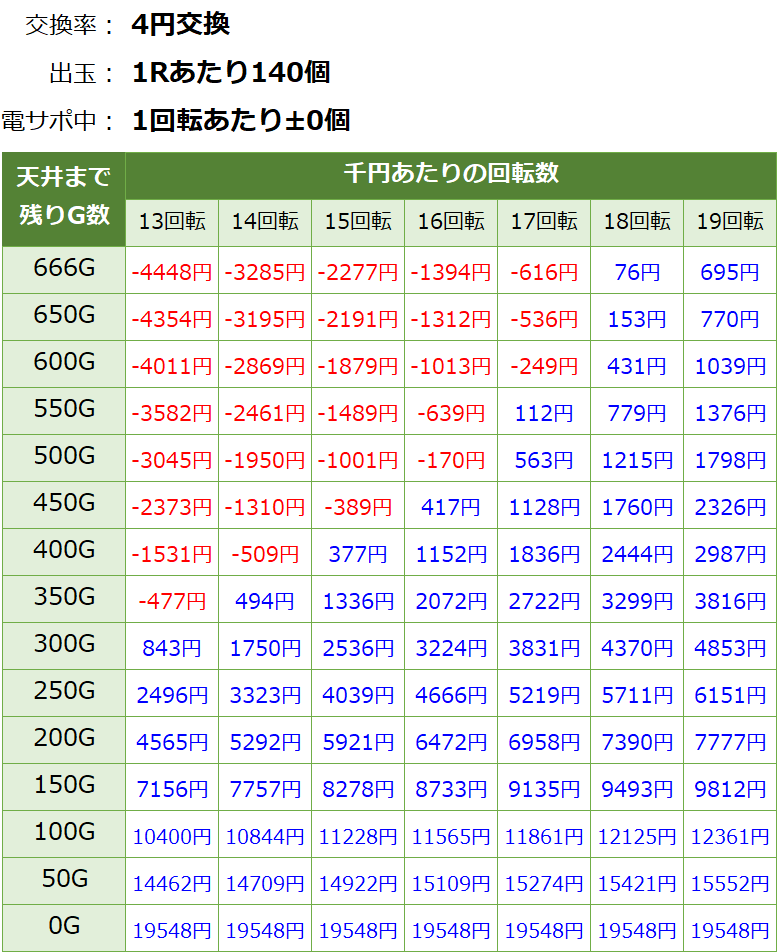 交換率： 4円交換
出玉： 1Rあたり140個
電サポ中： 1回転あたり±0個
天井まで残りG数 千円あたりの回転数
13回転 14回転 15回転 16回転 17回転 18回転 19回転
666G -4448円 -3285円 -2277円 -1394円 -616円 76円 695円
650G -4354円 -3195円 -2191円 -1312円 -536円 153円 770円
600G -4011円 -2869円 -1879円 -1013円 -249円 431円 1039円
550G -3582円 -2461円 -1489円 -639円 112円 779円 1376円
500G -3045円 -1950円 -1001円 -170円 563円 1215円 1798円
450G -2373円 -1310円 -389円 417円 1128円 1760円 2326円
400G -1531円 -509円 377円 1152円 1836円 2444円 2987円
350G -477円 494円 1336円 2072円 2722円 3299円 3816円
300G 843円 1750円 2536円 3224円 3831円 4370円 4853円
250G 2496円 3323円 4039円 4666円 5219円 5711円 6151円
200G 4565円 5292円 5921円 6472円 6958円 7390円 7777円
150G 7156円 7757円 8278円 8733円 9135円 9493円 9812円
100G 10400円 10844円 11228円 11565円 11861円 12125円 12361円
50G 14462円 14709円 14922円 15109円 15274円 15421円 15552円
0G 19548円 19548円 19548円 19548円 19548円 19548円 19548円